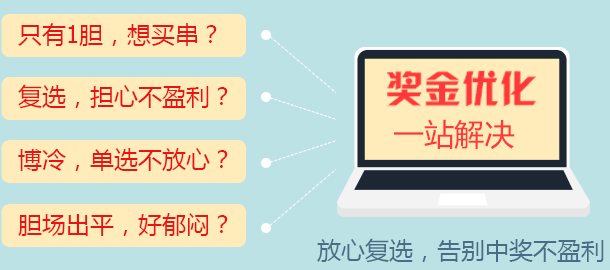 只有1胆，想买串？
复选，担心不盈利？
博冷，单选不放心？
胆场出平，好郁闷？
奖金优化
一站解决
放心复选，告别中奖不盈利